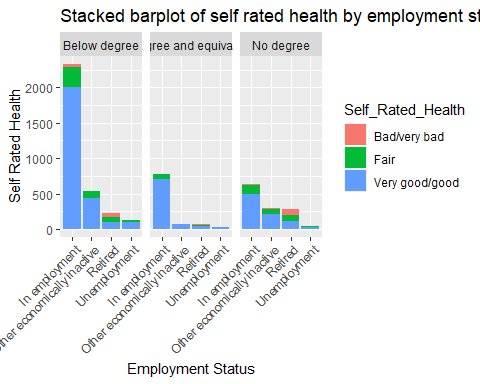 Stacked barplot of self rated health by employment st
Below degree
gree and equiva
No degree
Self Rated Health
2000
1500
1000
500
0
In employment
Other economically inactive
Retired
Unemployment
In employment
Other economically inactive
Retired
Unemployment
In employment
Other economically inactive
Retired
Unemployment
Employment Status
Self_Rated_Health
Bad/very bad
Fair
Very good/good